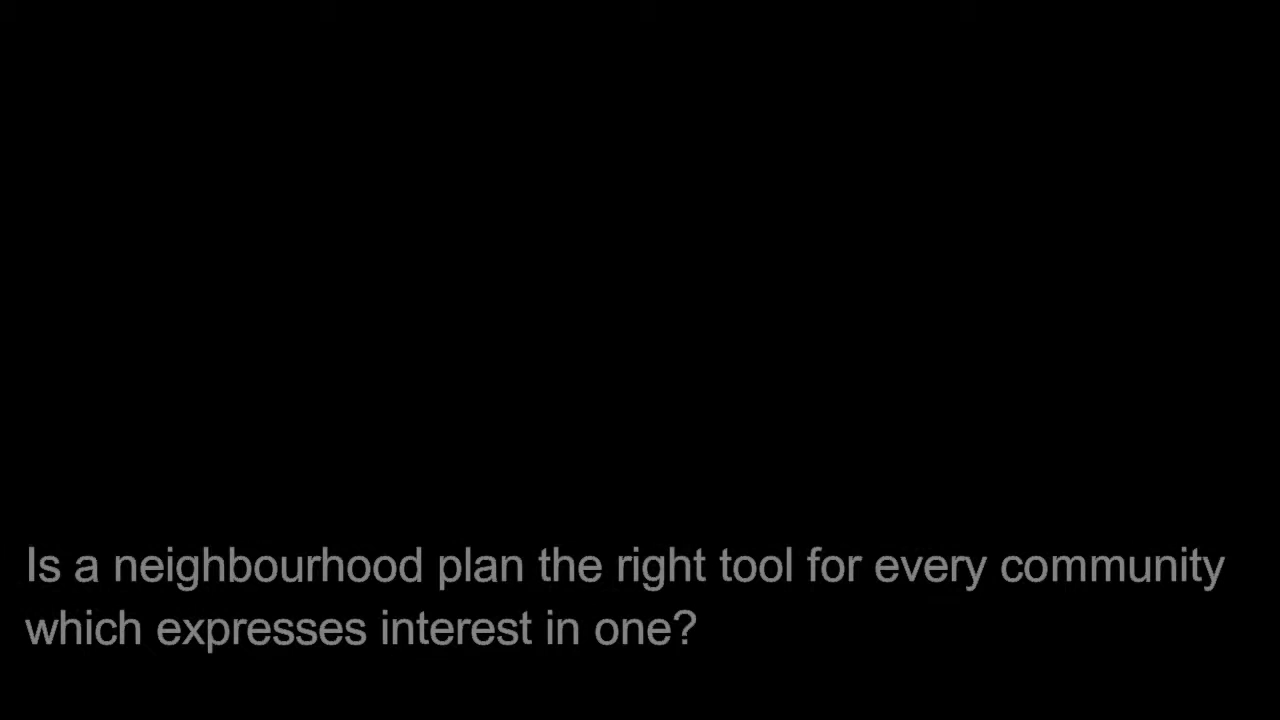 Is a neighbourhood plan the right tool for every community
which expresses interest in one?